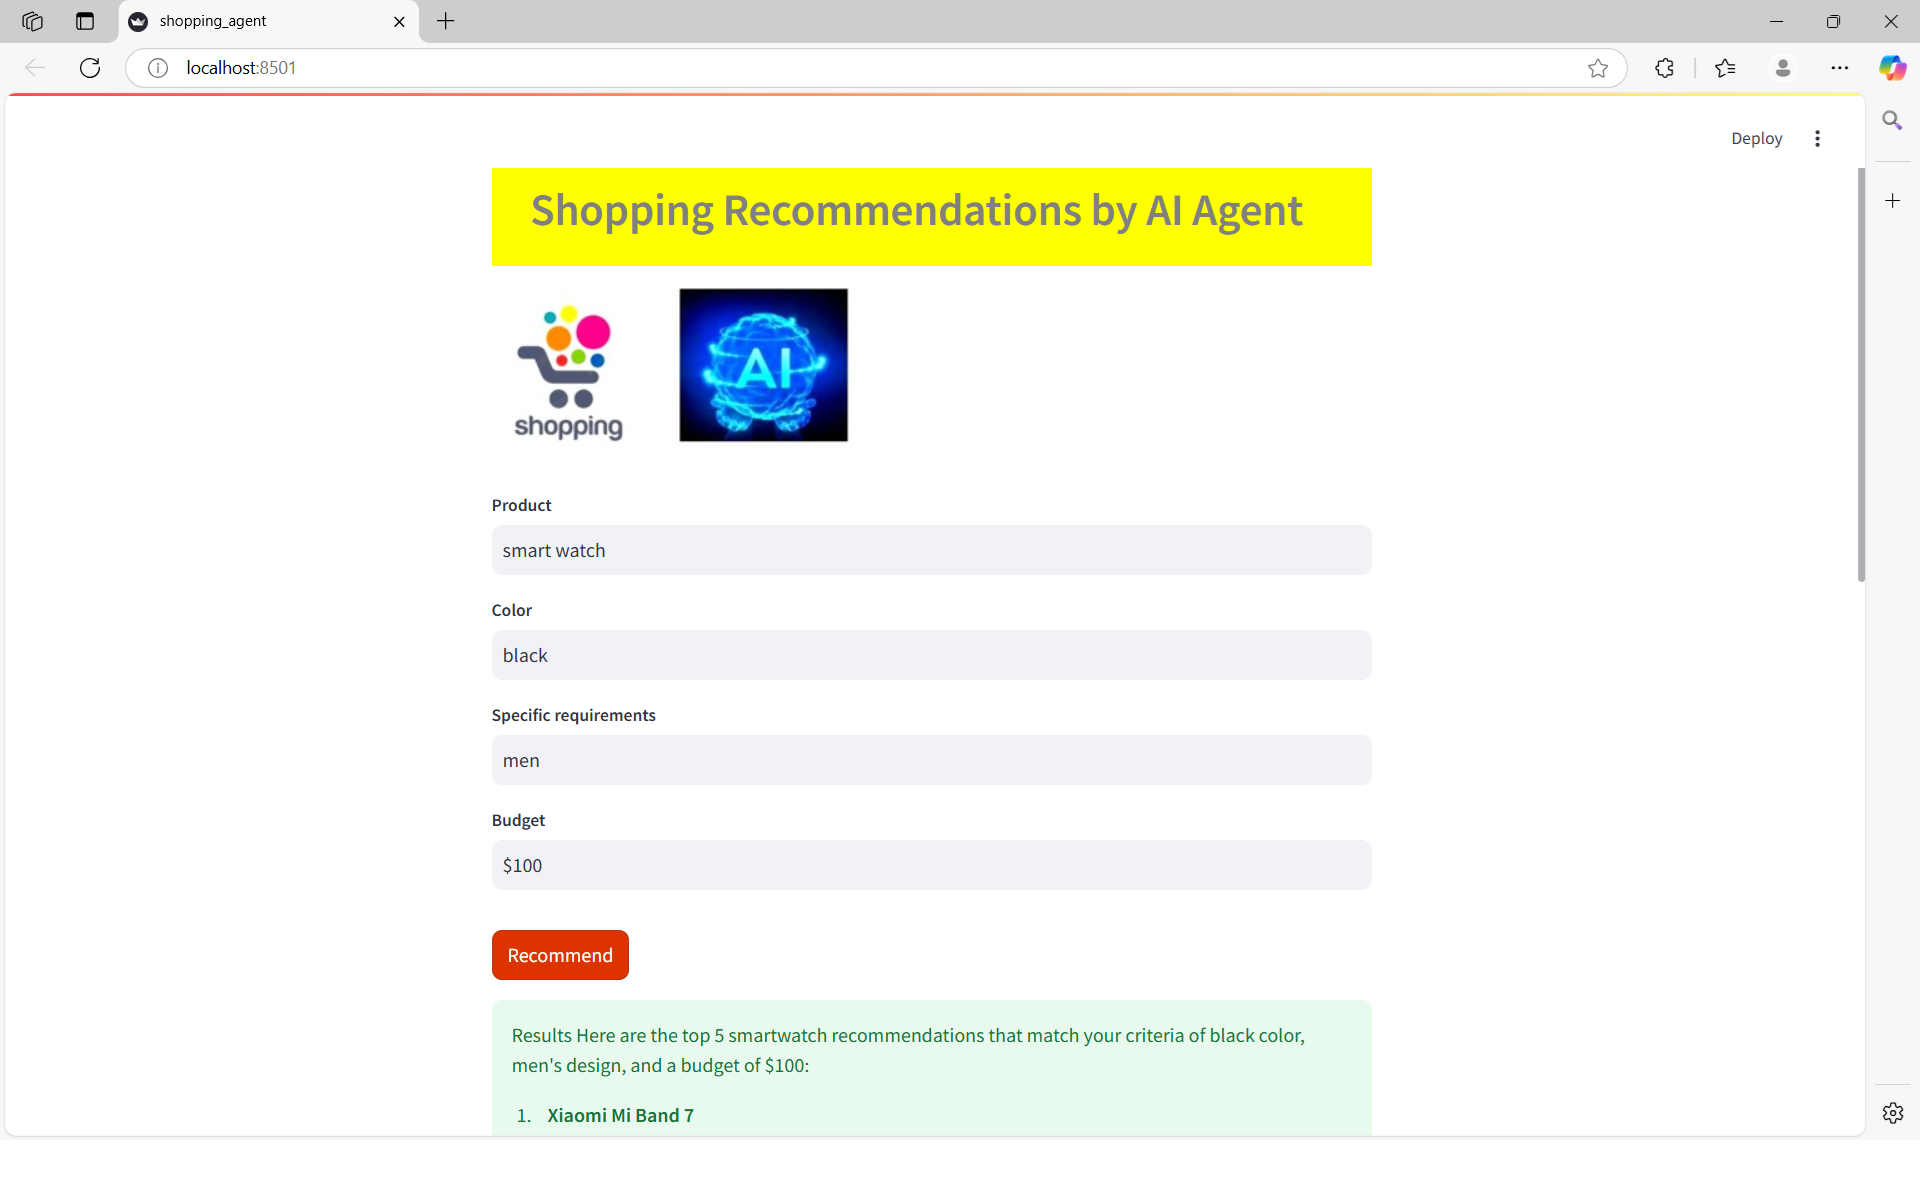 shopping_agent
localhost:8501
Deploy
Shopping Recommendations by AI Agent
AI
shopping
Product
smart watch
Color
black
Specific requirements
men
Budget
$100
Recommend
Results Here are the top 5 smartwatch recommendations that match your criteria of black color,
men's design, and a budget of $100:
1. Xiaomi Mi Band 7